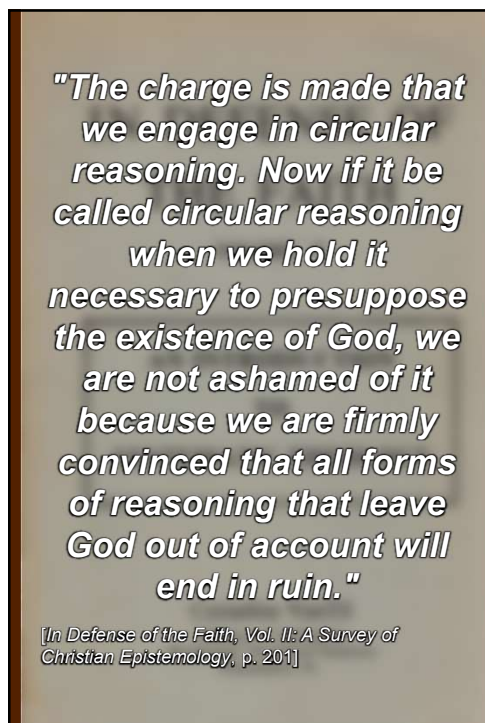 "The charge is made that
we engage in circular
reasoning. Now if it be
called circular reasoning
when we hold it
necessary to presuppose
the existence of God, we
are not ashamed of it
because we are firmly
convinced that all forms
of reasoning that leave
God out of account will
end in ruin."
[In Defense of the Faith, Vol. II: A Survey of
Christian Epistemology, p. 201]